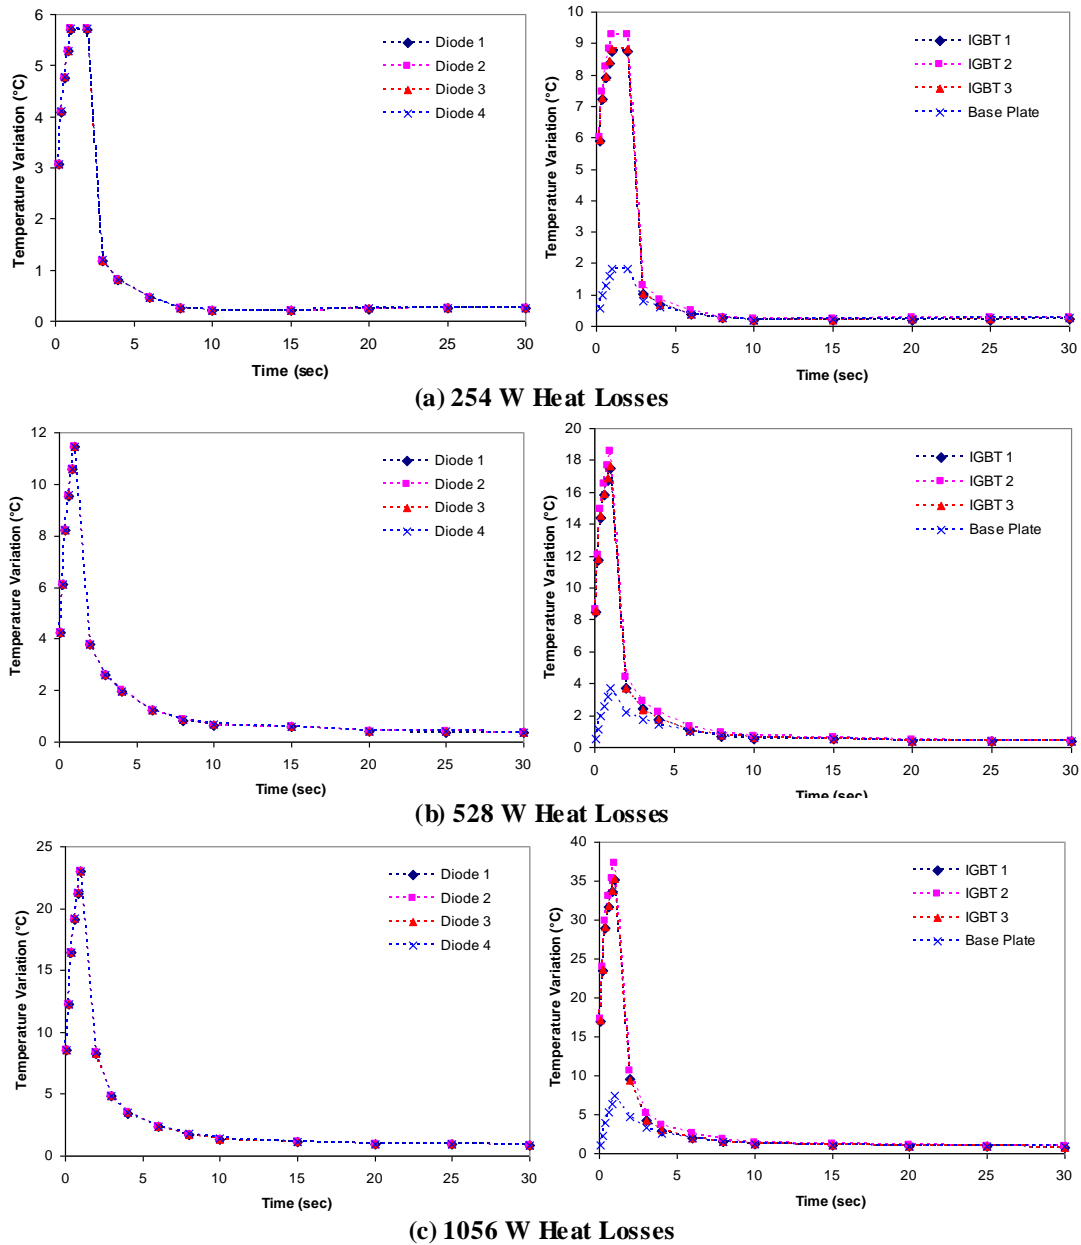 6
5
4
3
2
1
0
Temperature Variation (°C)
Diode 1
Diode 2
Diode 3
Diode 4
0 5 10 15 20 25 30
Time (sec)
10
9
8
7
6
5
4
3
2
1
0
Temperature Variation (°C)
IGBT 1
IGBT 2
IGBT 3
Base Plate
0 5 10 15 20 25 30
Time (sec)
(a) 254 W Heat Losses
12
10
8
6
4
2
0
Temperature Variation (°C)
Diode 1
Diode 2
Diode 3
Diode 4
0 5 10 15 20 25 30
Time (sec)
20
18
16
14
12
10
8
6
4
2
0
Temperature Variation (°C)
IGBT 1
IGBT 2
IGBT 3
Base Plate
0 5 10 15 20 25 30
Time (sec)
(b) 528 W Heat Losses
25
20
15
10
5
0
Temperature Variation (°C)
Diode 1
Diode 2
Diode 3
Diode 4
0 5 10 15 20 25 30
Time (sec)
40
35
30
25
20
15
10
5
0
Temperature Variation (°C)
IGBT 1
IGBT 2
IGBT 3
Base Plate
0 5 10 15 20 25 30
Time (sec)
(c) 1056 W Heat Losses